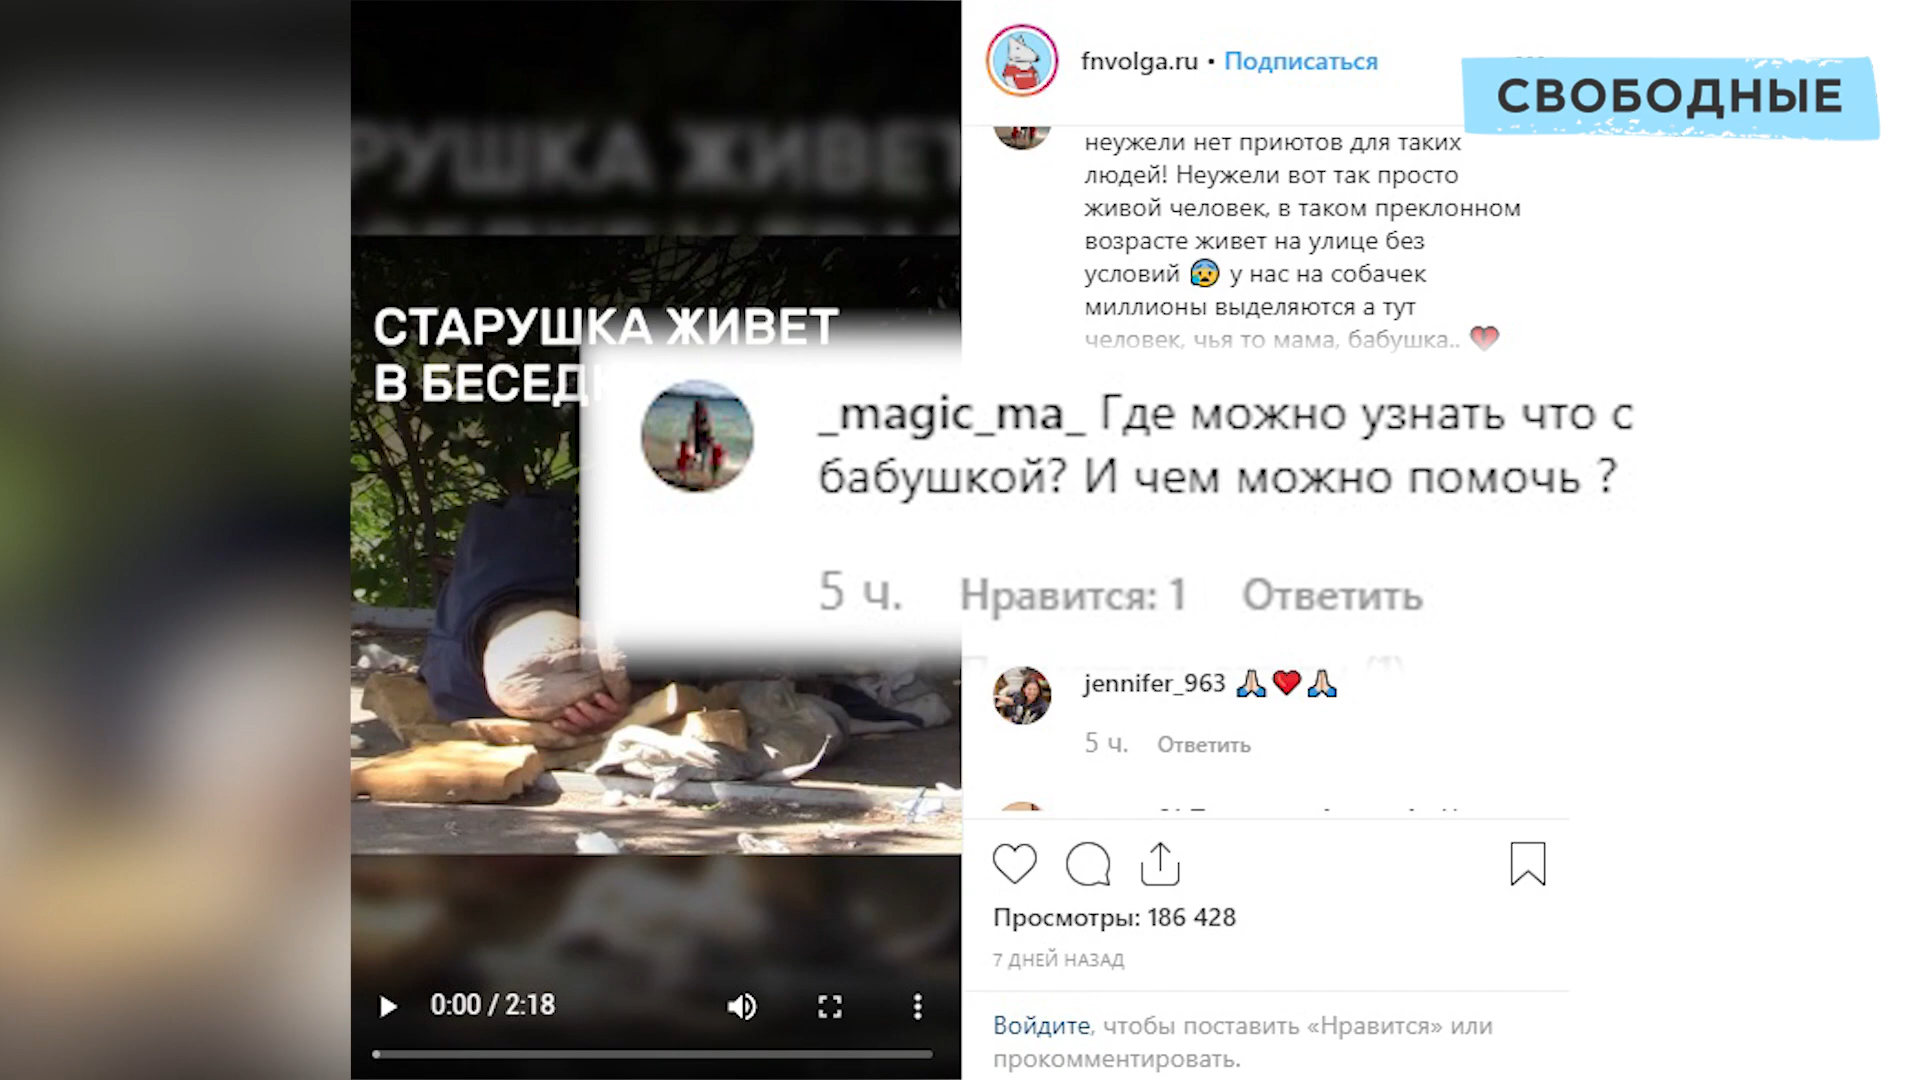 РУШКА ЖИВЕТ
СТАРУШКА ЖИВЕТ
В БЕСЕДК
0:00 / 2:18
fnvolga.ru • Подписаться
СВОБОДНЫЕ
неужели нет приютов для таких
людей! Неужели вот так просто
живой человек, в таком преклонном
возрасте живет на улице без
условий 😰 у нас на собачек
миллионы выделяются а тут
человек, чья то мама, бабушка.. 💔
_magic_ma_ Где можно узнать что с
бабушкой? И чем можно помочь ?
5 ч. Нравится: 1 Ответить
jennifer_963 🙏🏻❤️🙏🏻
5 ч. Ответить
Просмотры: 186 428
7 ДНЕЙ НАЗАД
Войдите, чтобы поставить «Нравится» или
прокомментировать.